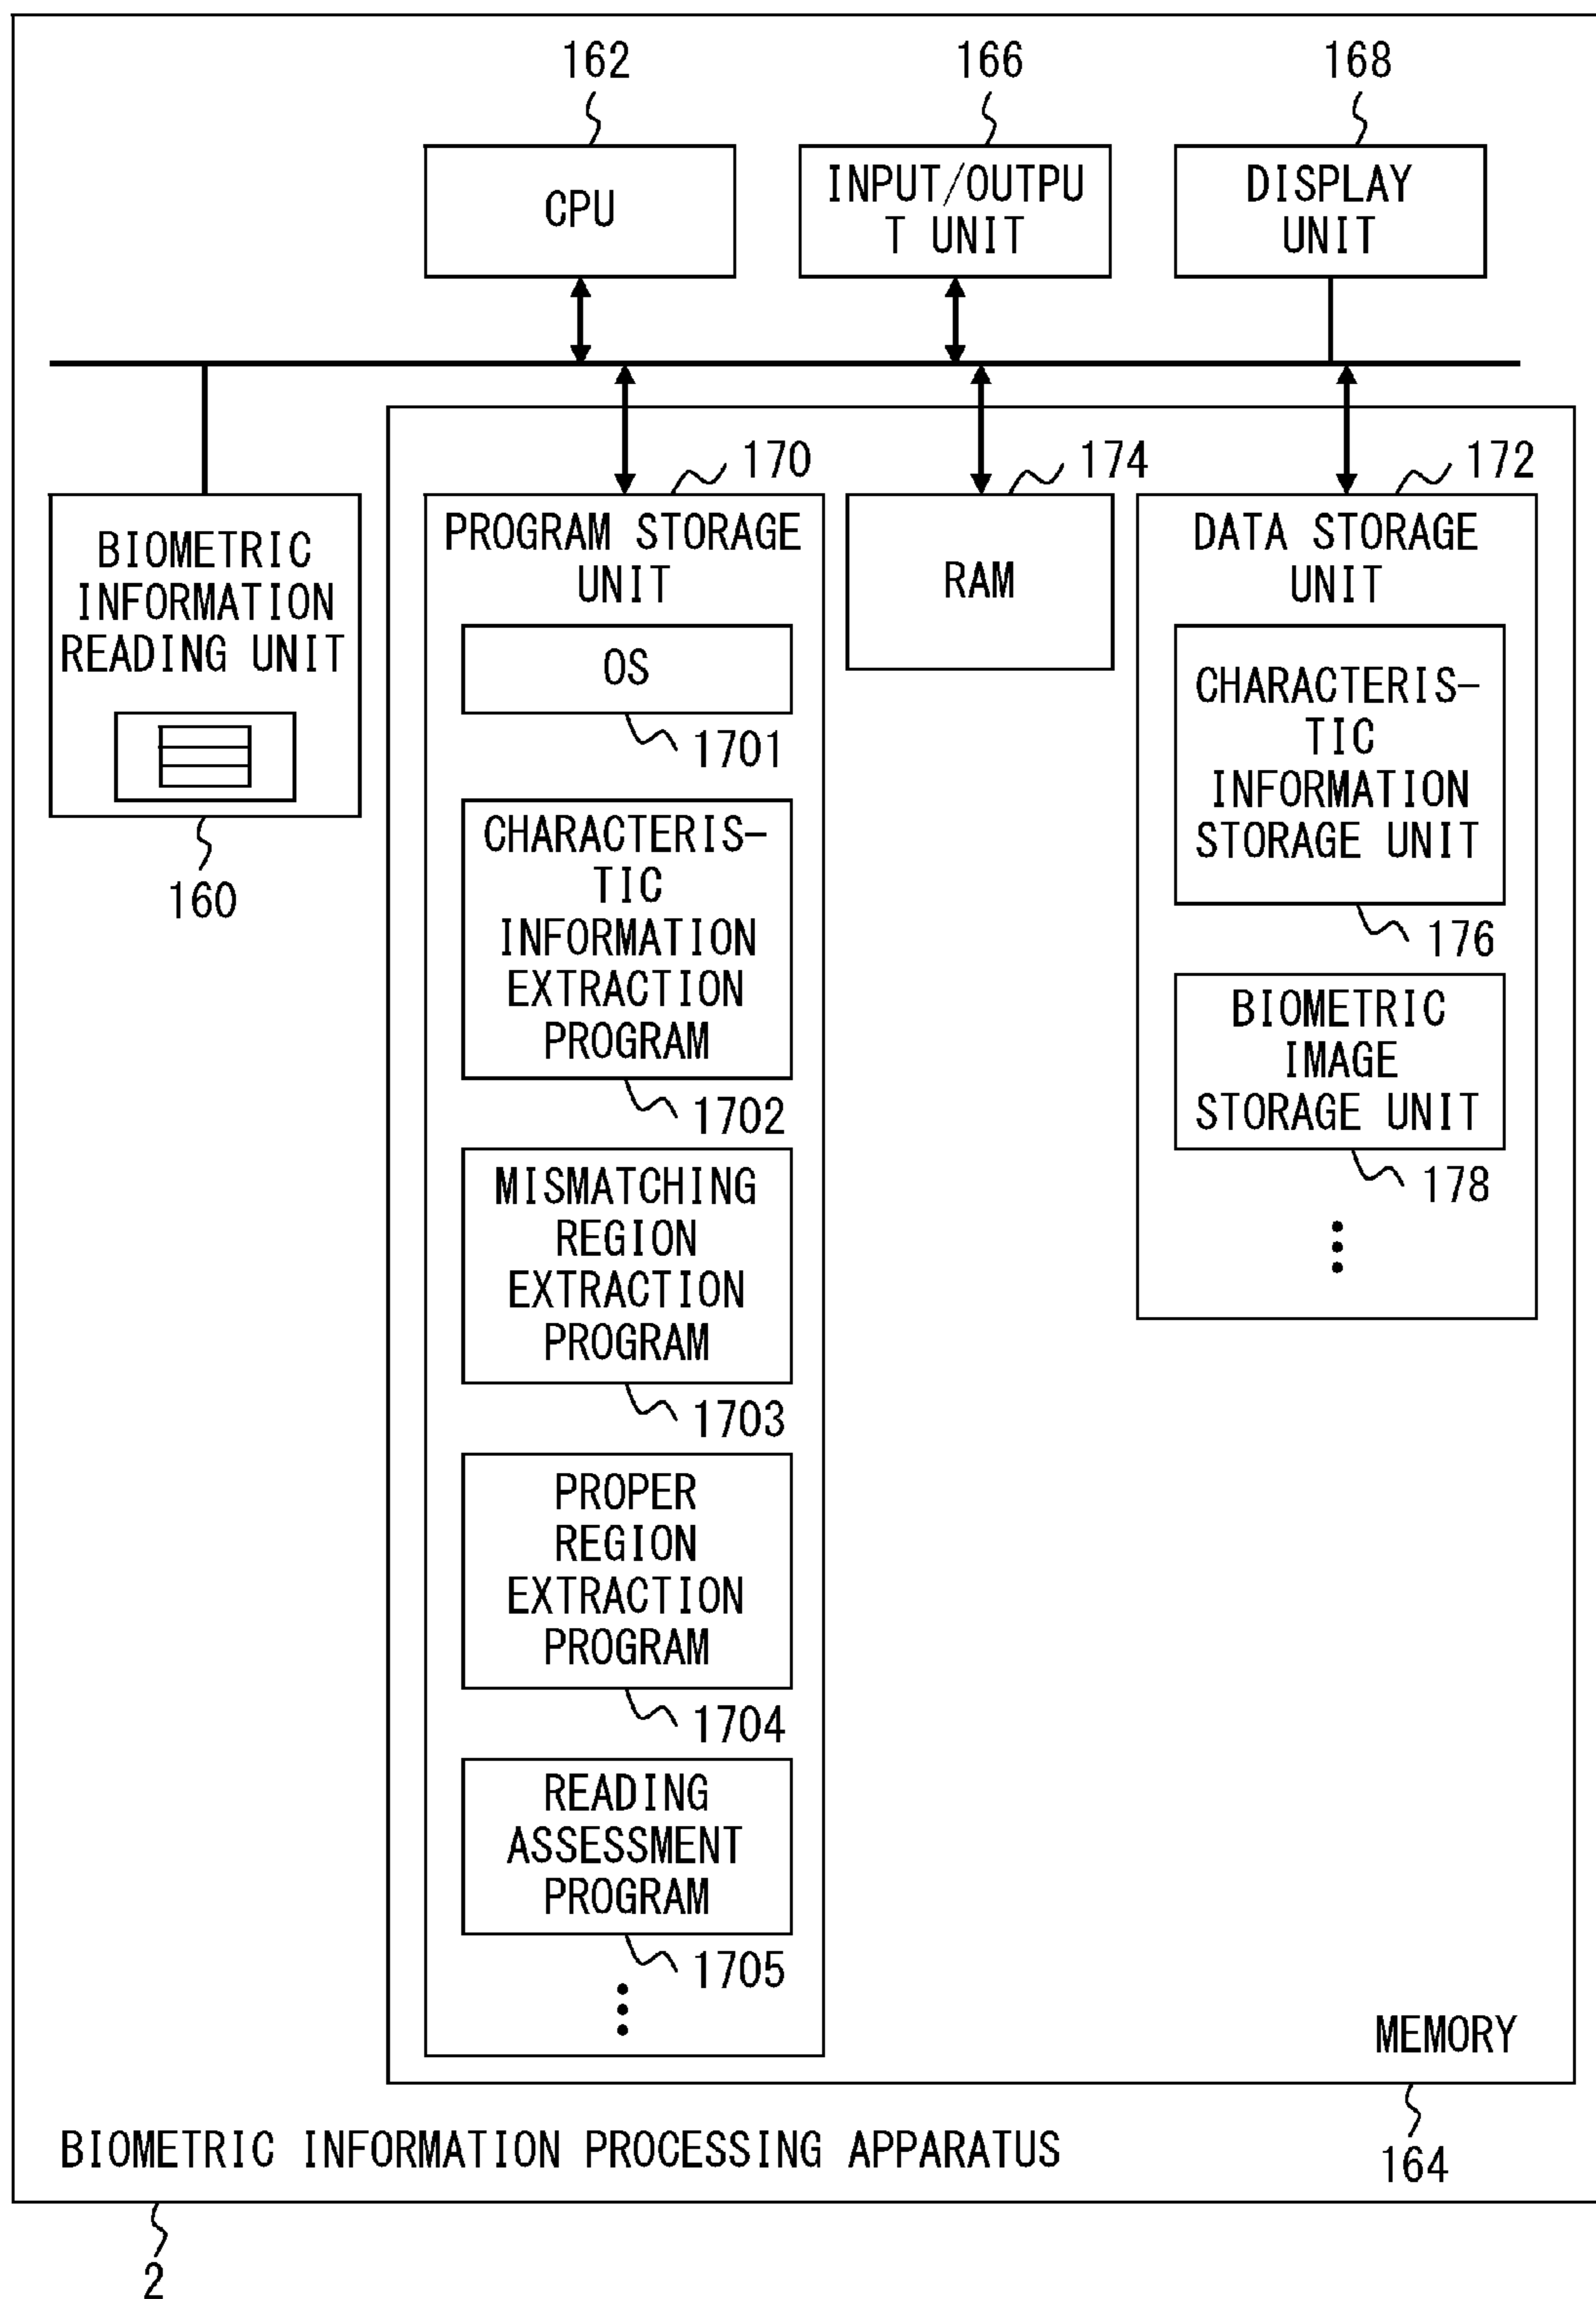 162
166
168
CPU
INPUT/OUTPU
T UNIT
DISPLAY
UNIT
170
174
172
BIOMETRIC
INFORMATION
READING UNIT
160
PROGRAM STORAGE
UNIT
OS
1701
CHARACTERIS-
TIC
INFORMATION
EXTRACTION
PROGRAM
1702
MISMATCHING
REGION
EXTRACTION
PROGRAM
1703
PROPER
REGION
EXTRACTION
PROGRAM
1704
READING
ASSESSMENT
PROGRAM
1705
RAM
DATA STORAGE
UNIT
CHARACTERIS-
TIC
INFORMATION
STORAGE UNIT
176
BIOMETRIC
IMAGE
STORAGE UNIT
178
MEMORY
164
BIOMETRIC INFORMATION PROCESSING APPARATUS
2